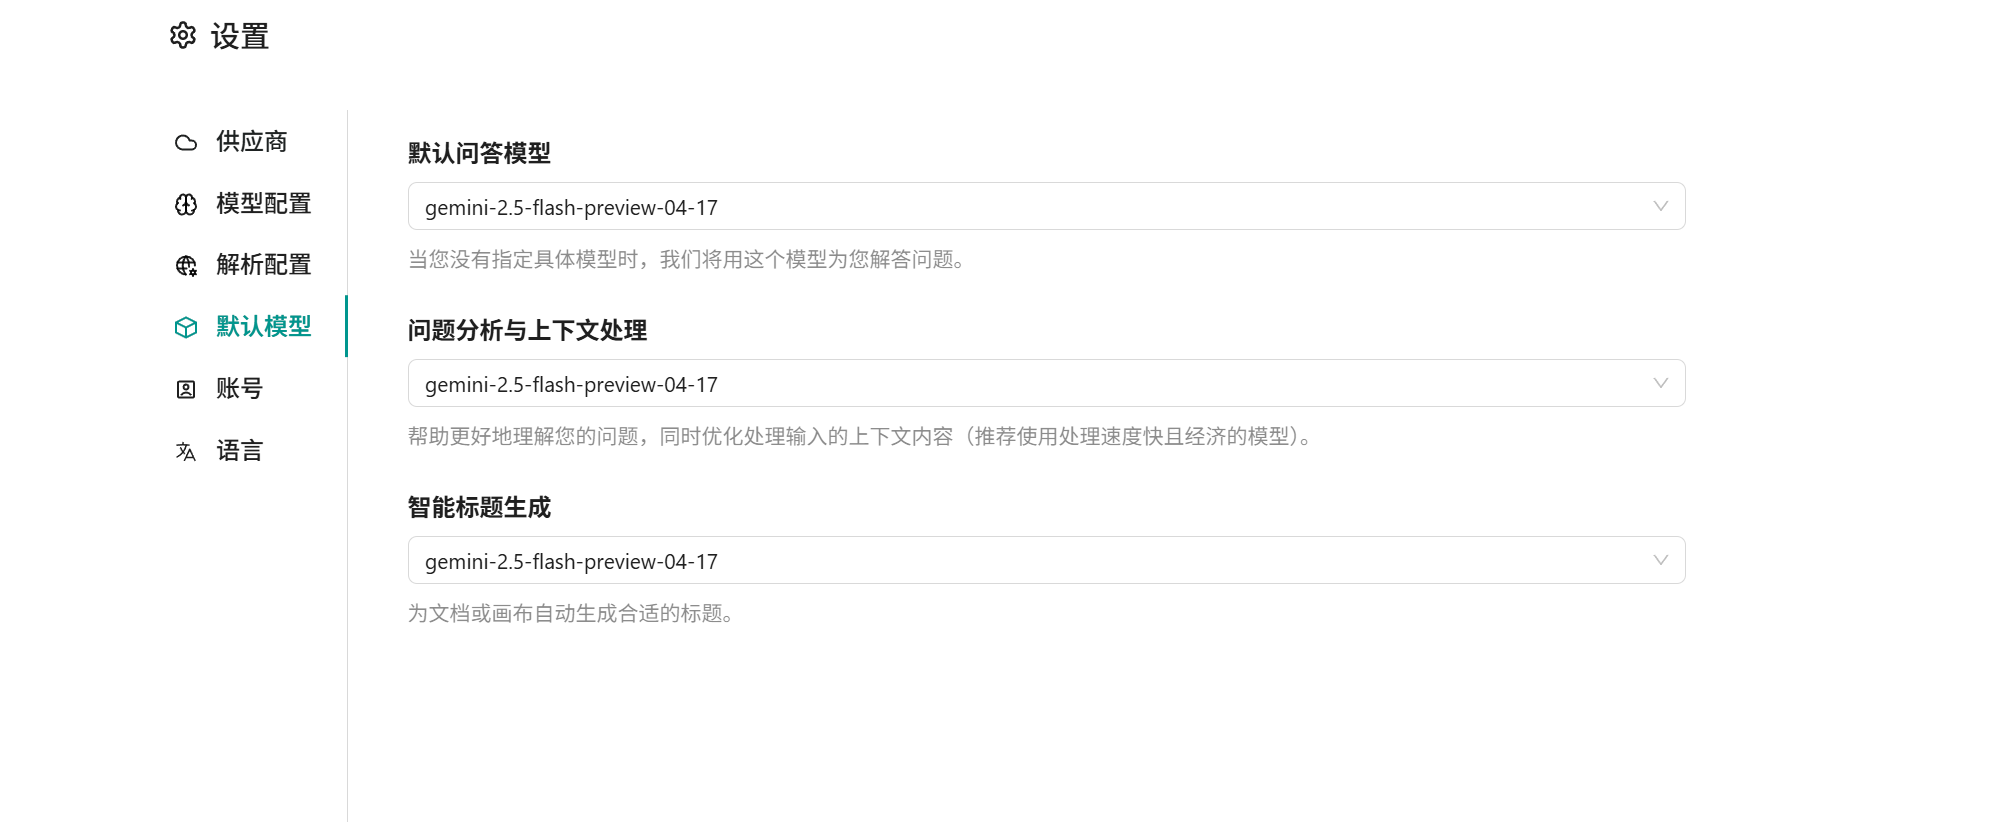 设置
供应商
模型配置
解析配置
默认模型
账号
语言
默认问答模型
gemini-2.5-flash-preview-04-17
当您没有指定具体模型时，我们将用这个模型为您解答问题。
问题分析与上下文处理
gemini-2.5-flash-preview-04-17
帮助更好地理解您的问题，同时优化处理输入的上下文内容（推荐使用处理速度快且经济的模型）。
智能标题生成
gemini-2.5-flash-preview-04-17
为文档或画布自动生成合适的标题。